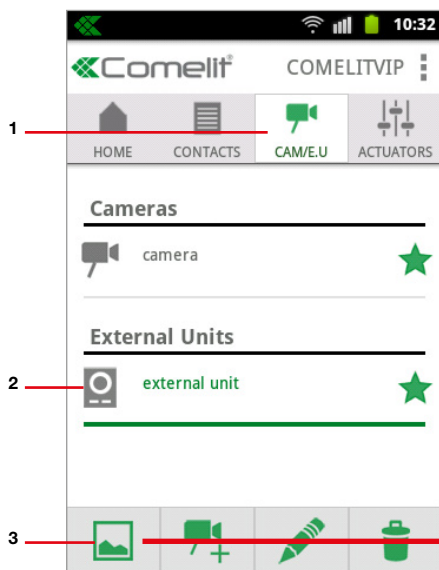 10:32
Comelit® COMELITVIP
1
HOME CONTACTS CAM/E.U ACTUATORS
Cameras
camera
External Units
2 external unit
3